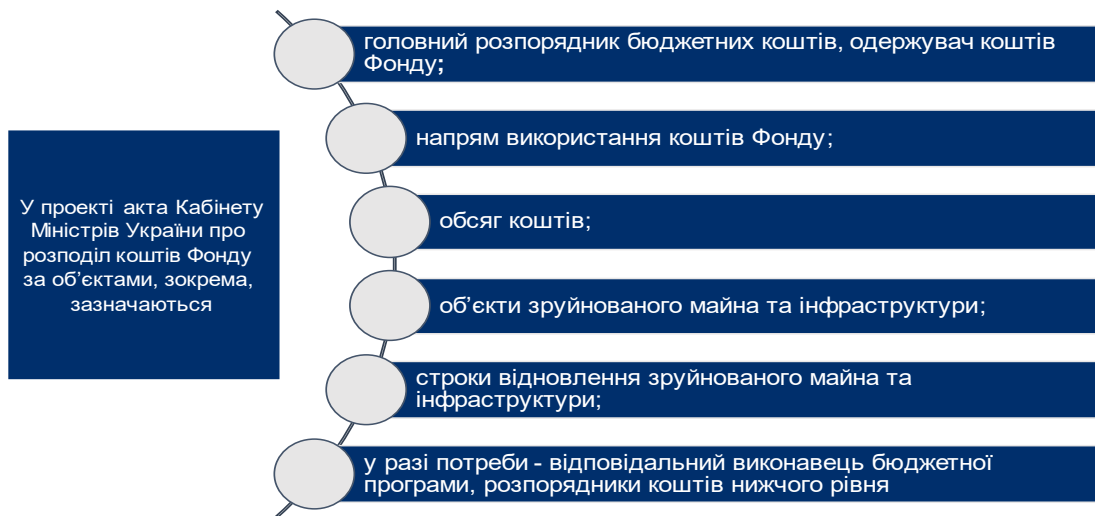 У проекті акта Кабінету
Міністрів України про
розподіл коштів Фонду
за об’єктами, зокрема,
зазначаються
головний розпорядник бюджетних коштів, одержувач коштів
Фонду;
напрям використання коштів Фонду;
обсяг коштів;
об’єкти зруйнованого майна та інфраструктури;
строки відновлення зруйнованого майна та
інфраструктури;
у разі потреби - відповідальний виконавець бюджетної
програми, розпорядники коштів нижчого рівня